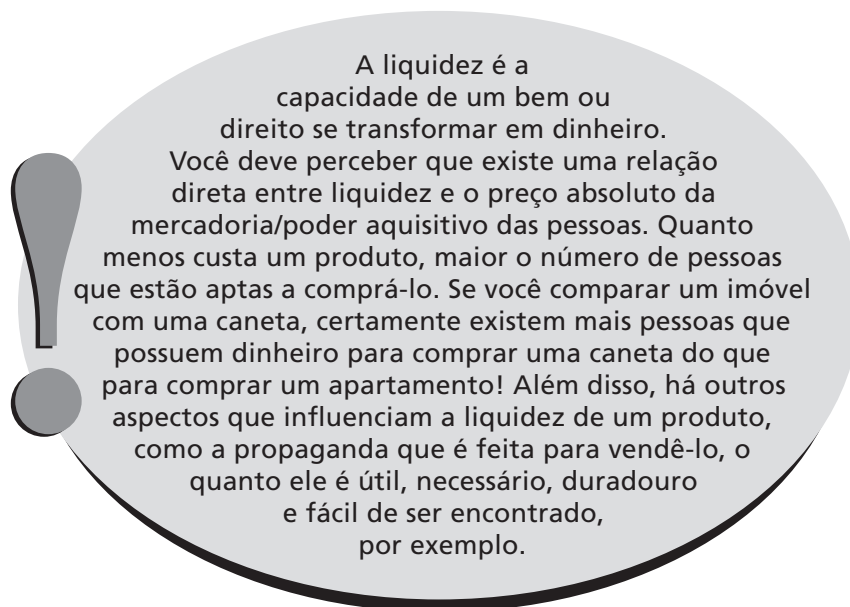 A liquidez é a
capacidade de um bem ou
direito se transformar em dinheiro.
Você deve perceber que existe uma relação
direta entre liquidez e o preço absoluto da
mercadoria/poder aquisitivo das pessoas. Quanto
menos custa um produto, maior o número de pessoas
que estão aptas a comprá-lo. Se você comparar um imóvel
com uma caneta, certamente existem mais pessoas que
possuem dinheiro para comprar uma caneta do que
para comprar um apartamento! Além disso, há outros
aspectos que influenciam a liquidez de um produto,
como a propaganda que é feita para vendê-lo, o
quanto ele é útil, necessário, duradouro
e fácil de ser encontrado,
por exemplo.